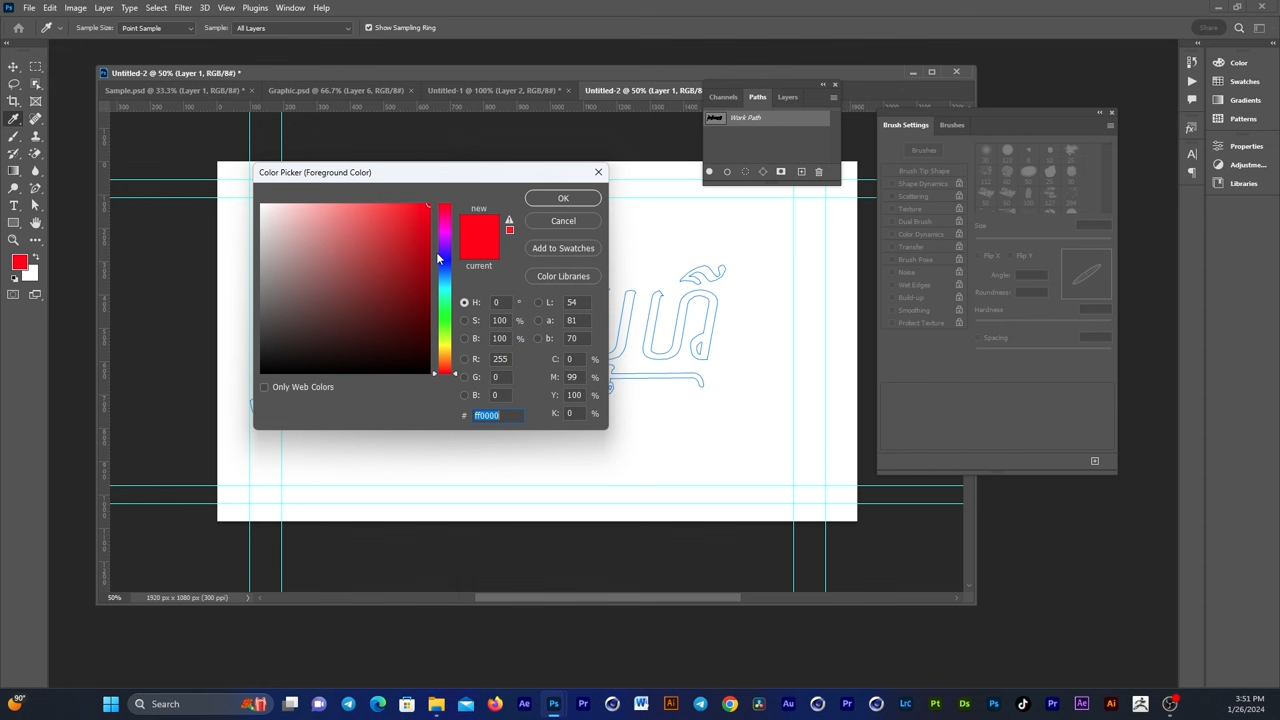 File Edit Image Layer Type Select Filter 3D View Plugins Window Help
Sample Size: Point Sample Sample: All Layers Show Sampling Ring Share
Untitled-2 @ 50% (Layer 1, RGB/8#) *
Sample.psd @ 33.3% (Layer 1, RGB/8#) * Graphic.psd @ 66.7% (Layer 6, RGB/8#) Untitled-1 @ 100% (Layer 2, RGB/8#) * Untitled-2 @ 50% (Layer 1, RGB/8#)
Channels Paths Layers
Work Path
Color
Swatches
Gradients
Patterns
Properties
Adjustme...
Libraries
Brush Settings Brushes
Brushes
Brush Tip Shape
Shape Dynamics
Scattering
Texture
Dual Brush
Color Dynamics
Transfer
Brush Pose
Noise
Wet Edges
Build-up
Smoothing
Protect Texture
Size
Flip X Flip Y
Angle:
Roundness:
Hardness
Spacing
Color Picker (Foreground Color)
new
current
OK
Cancel
Add to Swatches
Color Libraries
H: 0 ° L: 54
S: 100 % a: 81
B: 100 % b: 70
R: 255 C: 0 %
G: 0 M: 99 %
B: 0 Y: 100 %
# ff0000 K: 0 %
Only Web Colors
50% 1920 px x 1080 px (300 ppi)
90°
Search
3:51 PM
1/26/2024